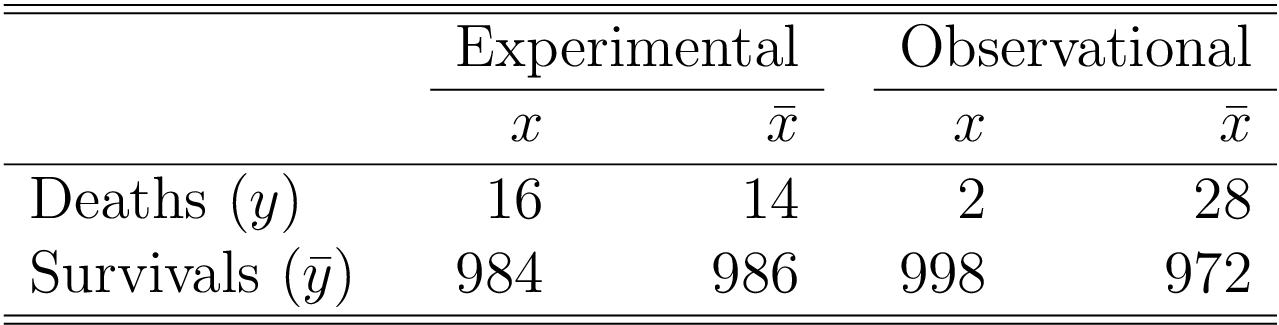 Experimental Observational
x x̄ x x̄
Deaths (y) 16 14 2 28
Survivals (ȳ) 984 986 998 972